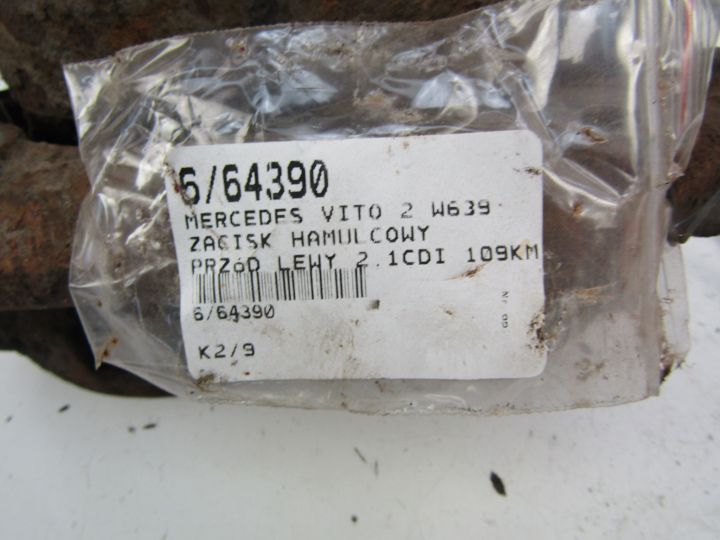 6/64390
MERCEDES VITO 2 W639
ZACISK HAMULCOWY
PRZóD LEWY 2.1CDI 109KM
6/64390
K2/9